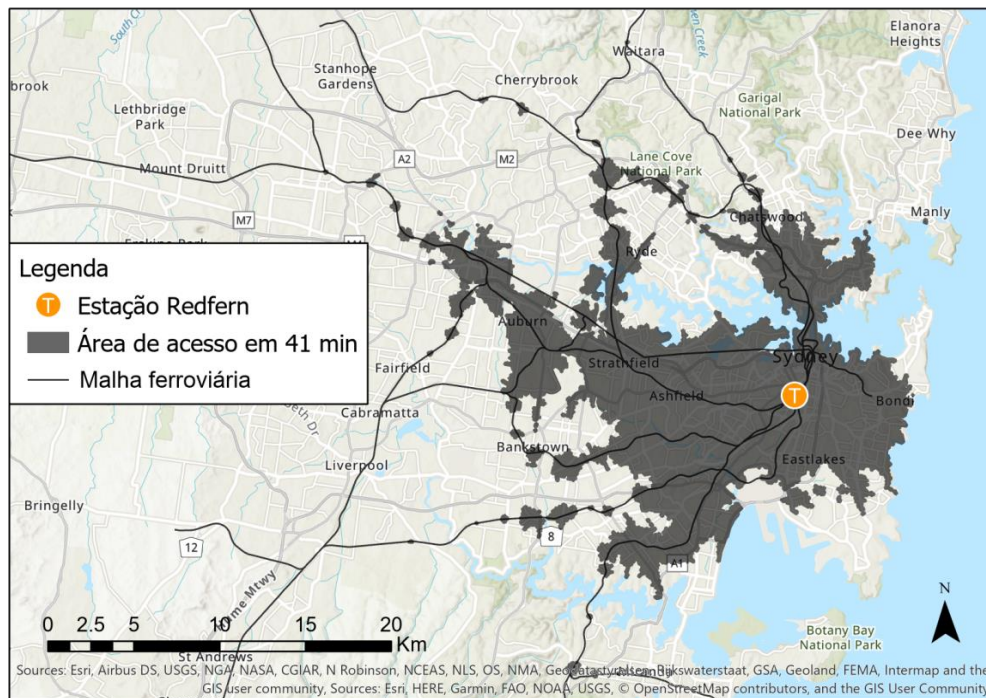 South C
Elanora
Heights
Waitara
Stanhope
Gardens
Cherrybrook
brook
Garigal
National Park
Lethbridge
Park
A2
M2
Dee Why
Lane Cove
National Park
Mount Druitt
M7
Chatswood
Manly
Ryde
Legenda
T Estação Redfern
Área de acesso em 41 min
Malha ferroviária
Auburn
Fairfield
Strathfield
Sydney
Ashfield
T
Bondi
Cabramatta
Bankstown
Eastlakes
Liverpool
Bringelly
8
12
A1
N
0 2.5 5 10 15 20
Km
St Andrews
Botany Bay
National Park
Sources: Esri, Airbus DS, USGS, NGA, NASA, CGIAR, N Robinson, NCEAS, NLS, OS, NMA, Geodatastyrelsen, Rijkswaterstaat, GSA, Geoland, FEMA, Intermap and the
GIS user community, Sources: Esri, HERE, Garmin, FAO, NOAA, USGS, © OpenStreetMap contributors, and the GIS User Community